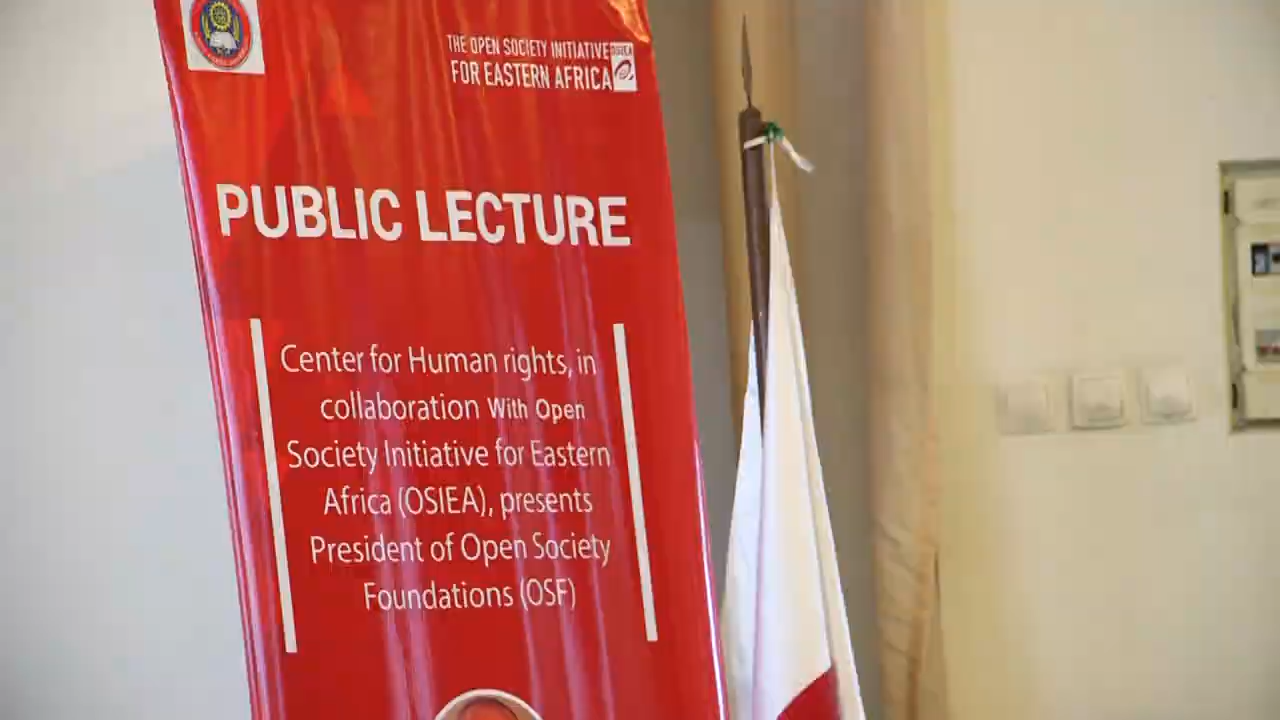 THE OPEN SOCIETY INITIATIVE
FOR EASTERN AFRICA
PUBLIC LECTURE
Center for Human rights, in
collaboration With Open
Society Initiative for Eastern
Africa (OSIEA), presents
President of Open Society
Foundations (OSF)